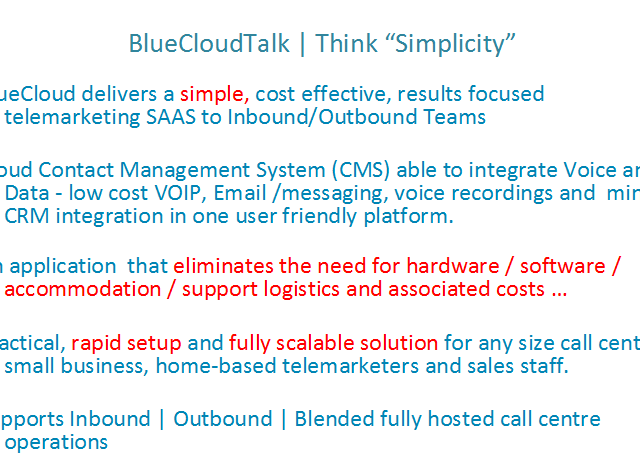 BlueCloudTalk | Think “Simplicity”
ueCloud delivers a simple, cost effective, results focused
telemarketing SAAS to Inbound/Outbound Teams
oud Contact Management System (CMS) able to integrate Voice an
Data - low cost VOIP, Email /messaging, voice recordings and min
CRM integration in one user friendly platform.
n application that eliminates the need for hardware / software /
accommodation / support logistics and associated costs ...
actical, rapid setup and fully scalable solution for any size call cent
small business, home-based telemarketers and sales staff.
pports Inbound | Outbound | Blended fully hosted call centre
operations